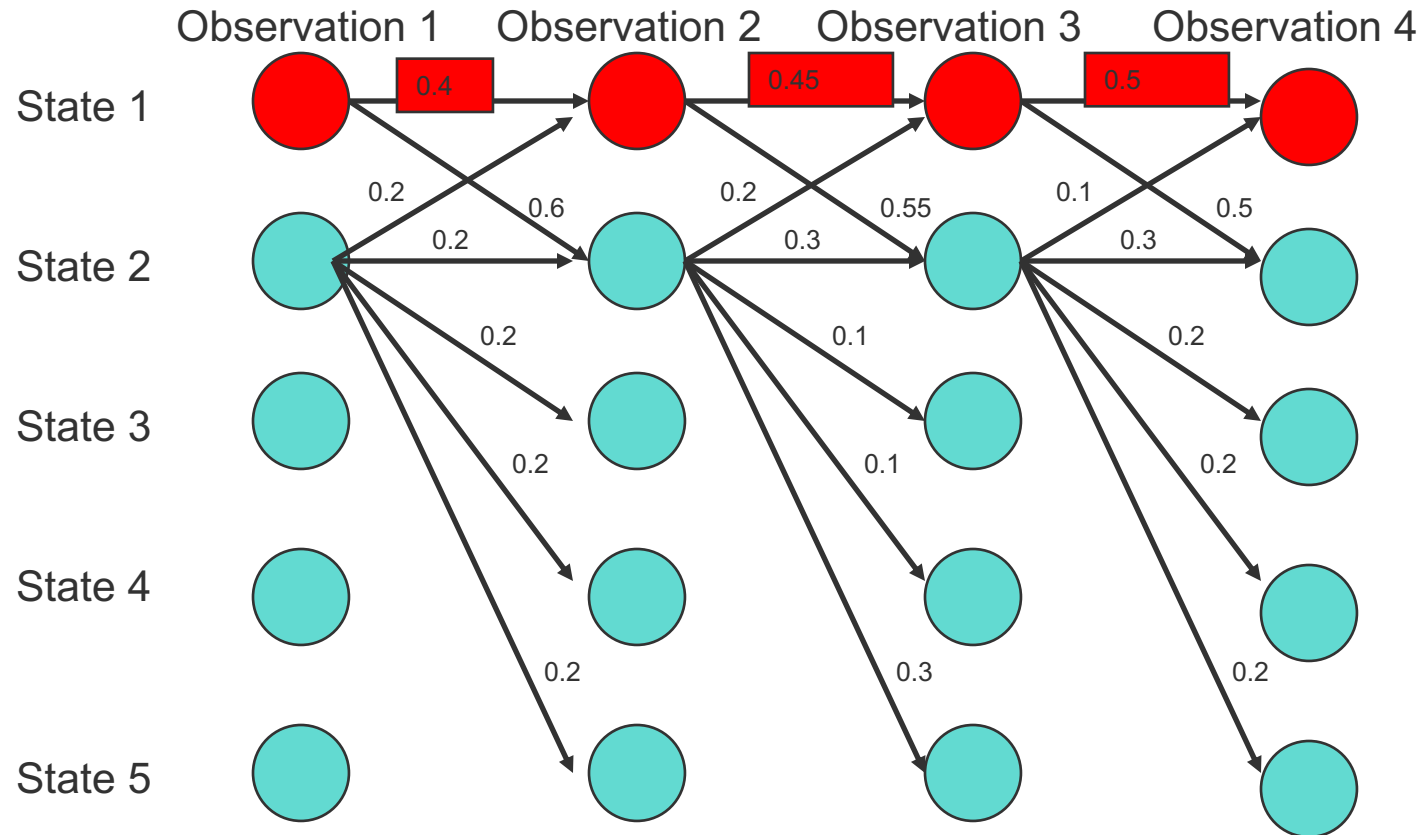 Observation 1 Observation 2 Observation 3 Observation 4
State 1
0.4 0.45 0.5
0.2 0.6 0.2 0.55 0.1 0.5
State 2
0.2 0.3 0.3
0.2 0.1 0.2
State 3
0.2 0.1 0.2
State 4
0.2 0.3 0.2
State 5